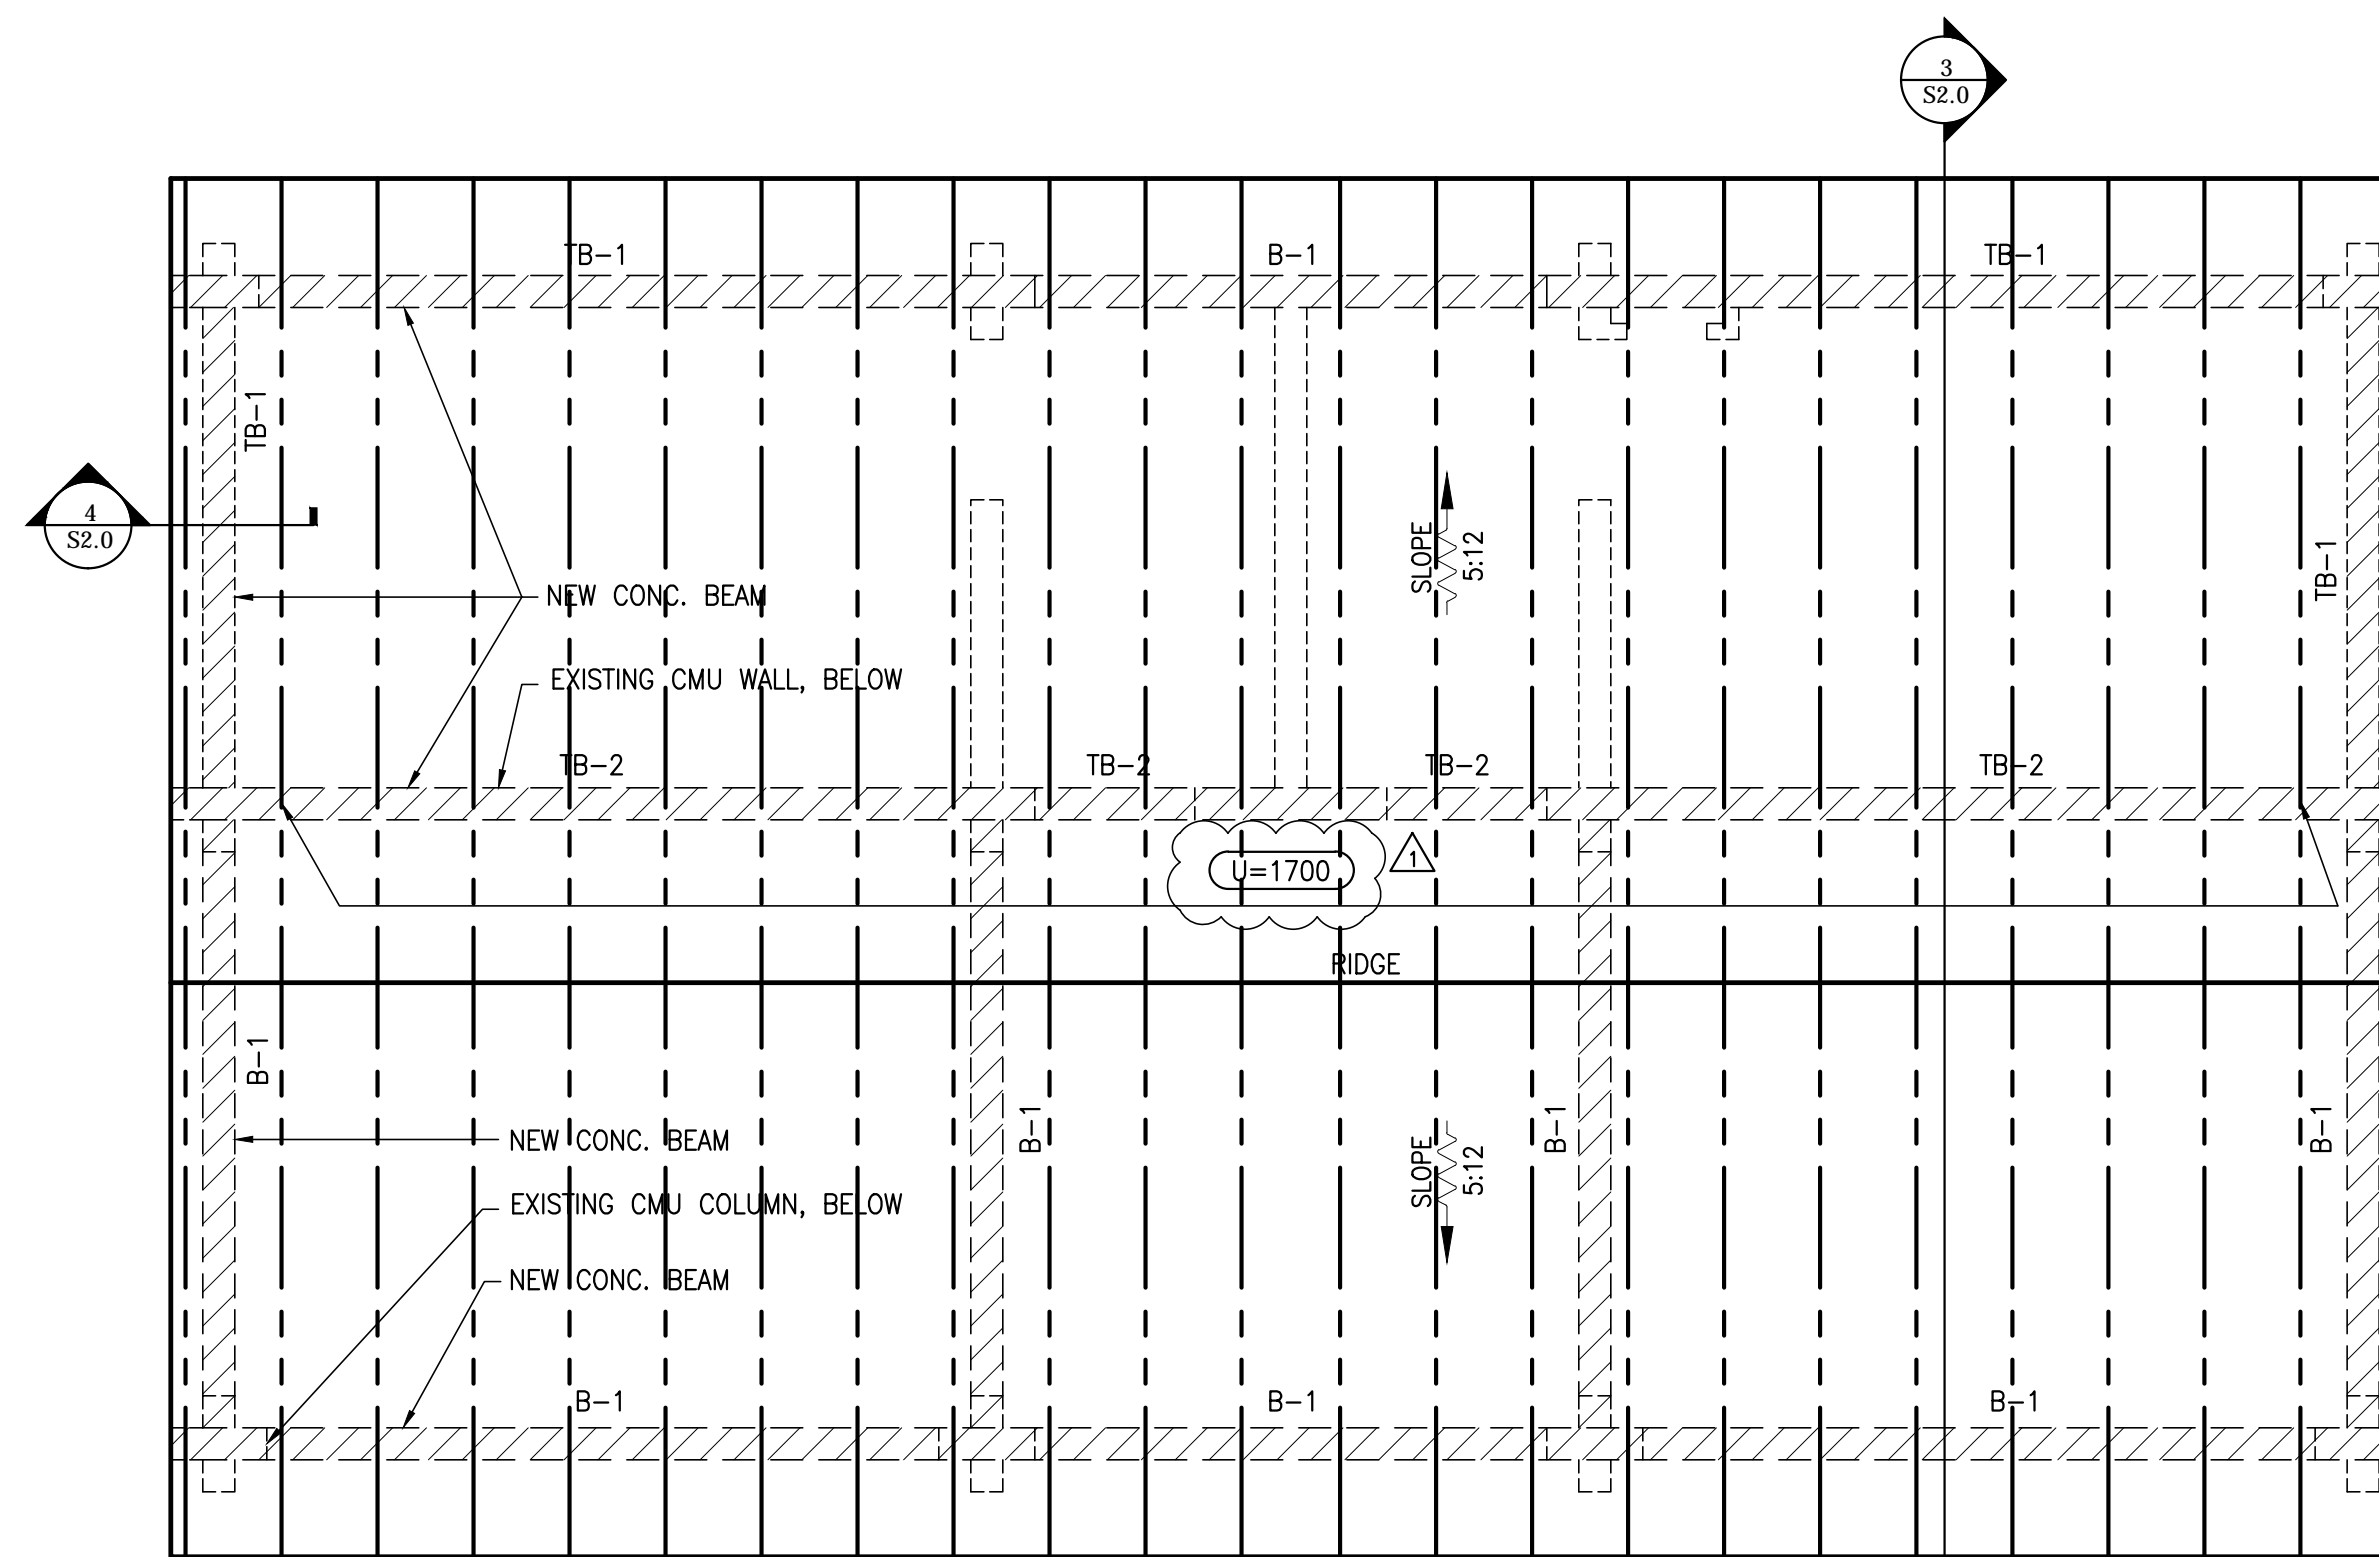 3
S2.0
TB-1
B-1
TB-1
TB-1
4
S2.0
SLOPE
5:12
TB-1
NEW CONC. BEAM
EXISTING CMU WALL, BELOW
TB-2
TB-2
TB-2
TB-2
U=1700
1
RIDGE
B-1
B-1
B-1
B-1
NEW CONC. BEAM
SLOPE
5:12
EXISTING CMU COLUMN, BELOW
NEW CONC. BEAM
B-1
B-1
B-1